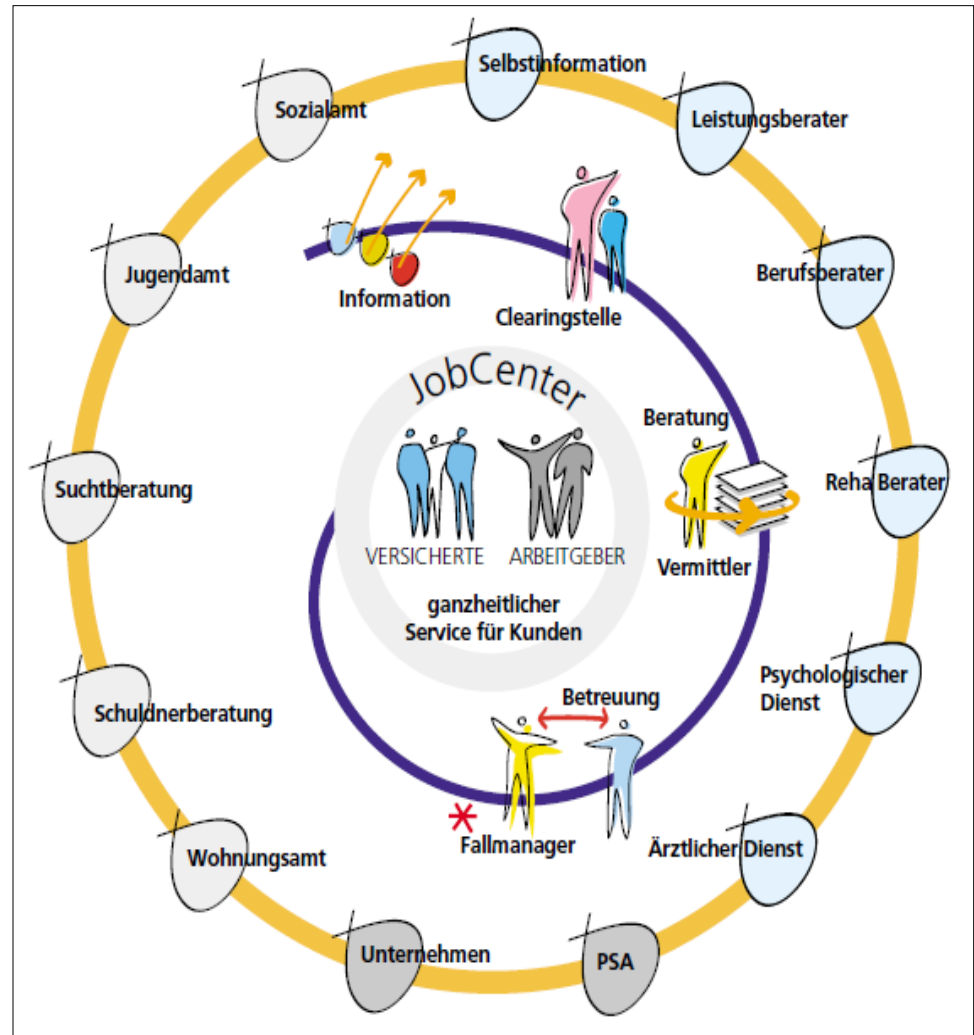 Selbstinformation
Sozialamt
Leistungsberater
Jugendamt
Information
Clearingstelle
Berufsberater
JobCenter
Beratung
Suchtberatung
VERSICHERTE
ARBEITGEBER
Vermittler
Reha Berater
ganzheitlicher
Service für Kunden
Schuldnerberatung
Betreuung
Psychologischer
Dienst
Fallmanager
Wohnungsamt
Ärztlicher Dienst
Unternehmen
PSA